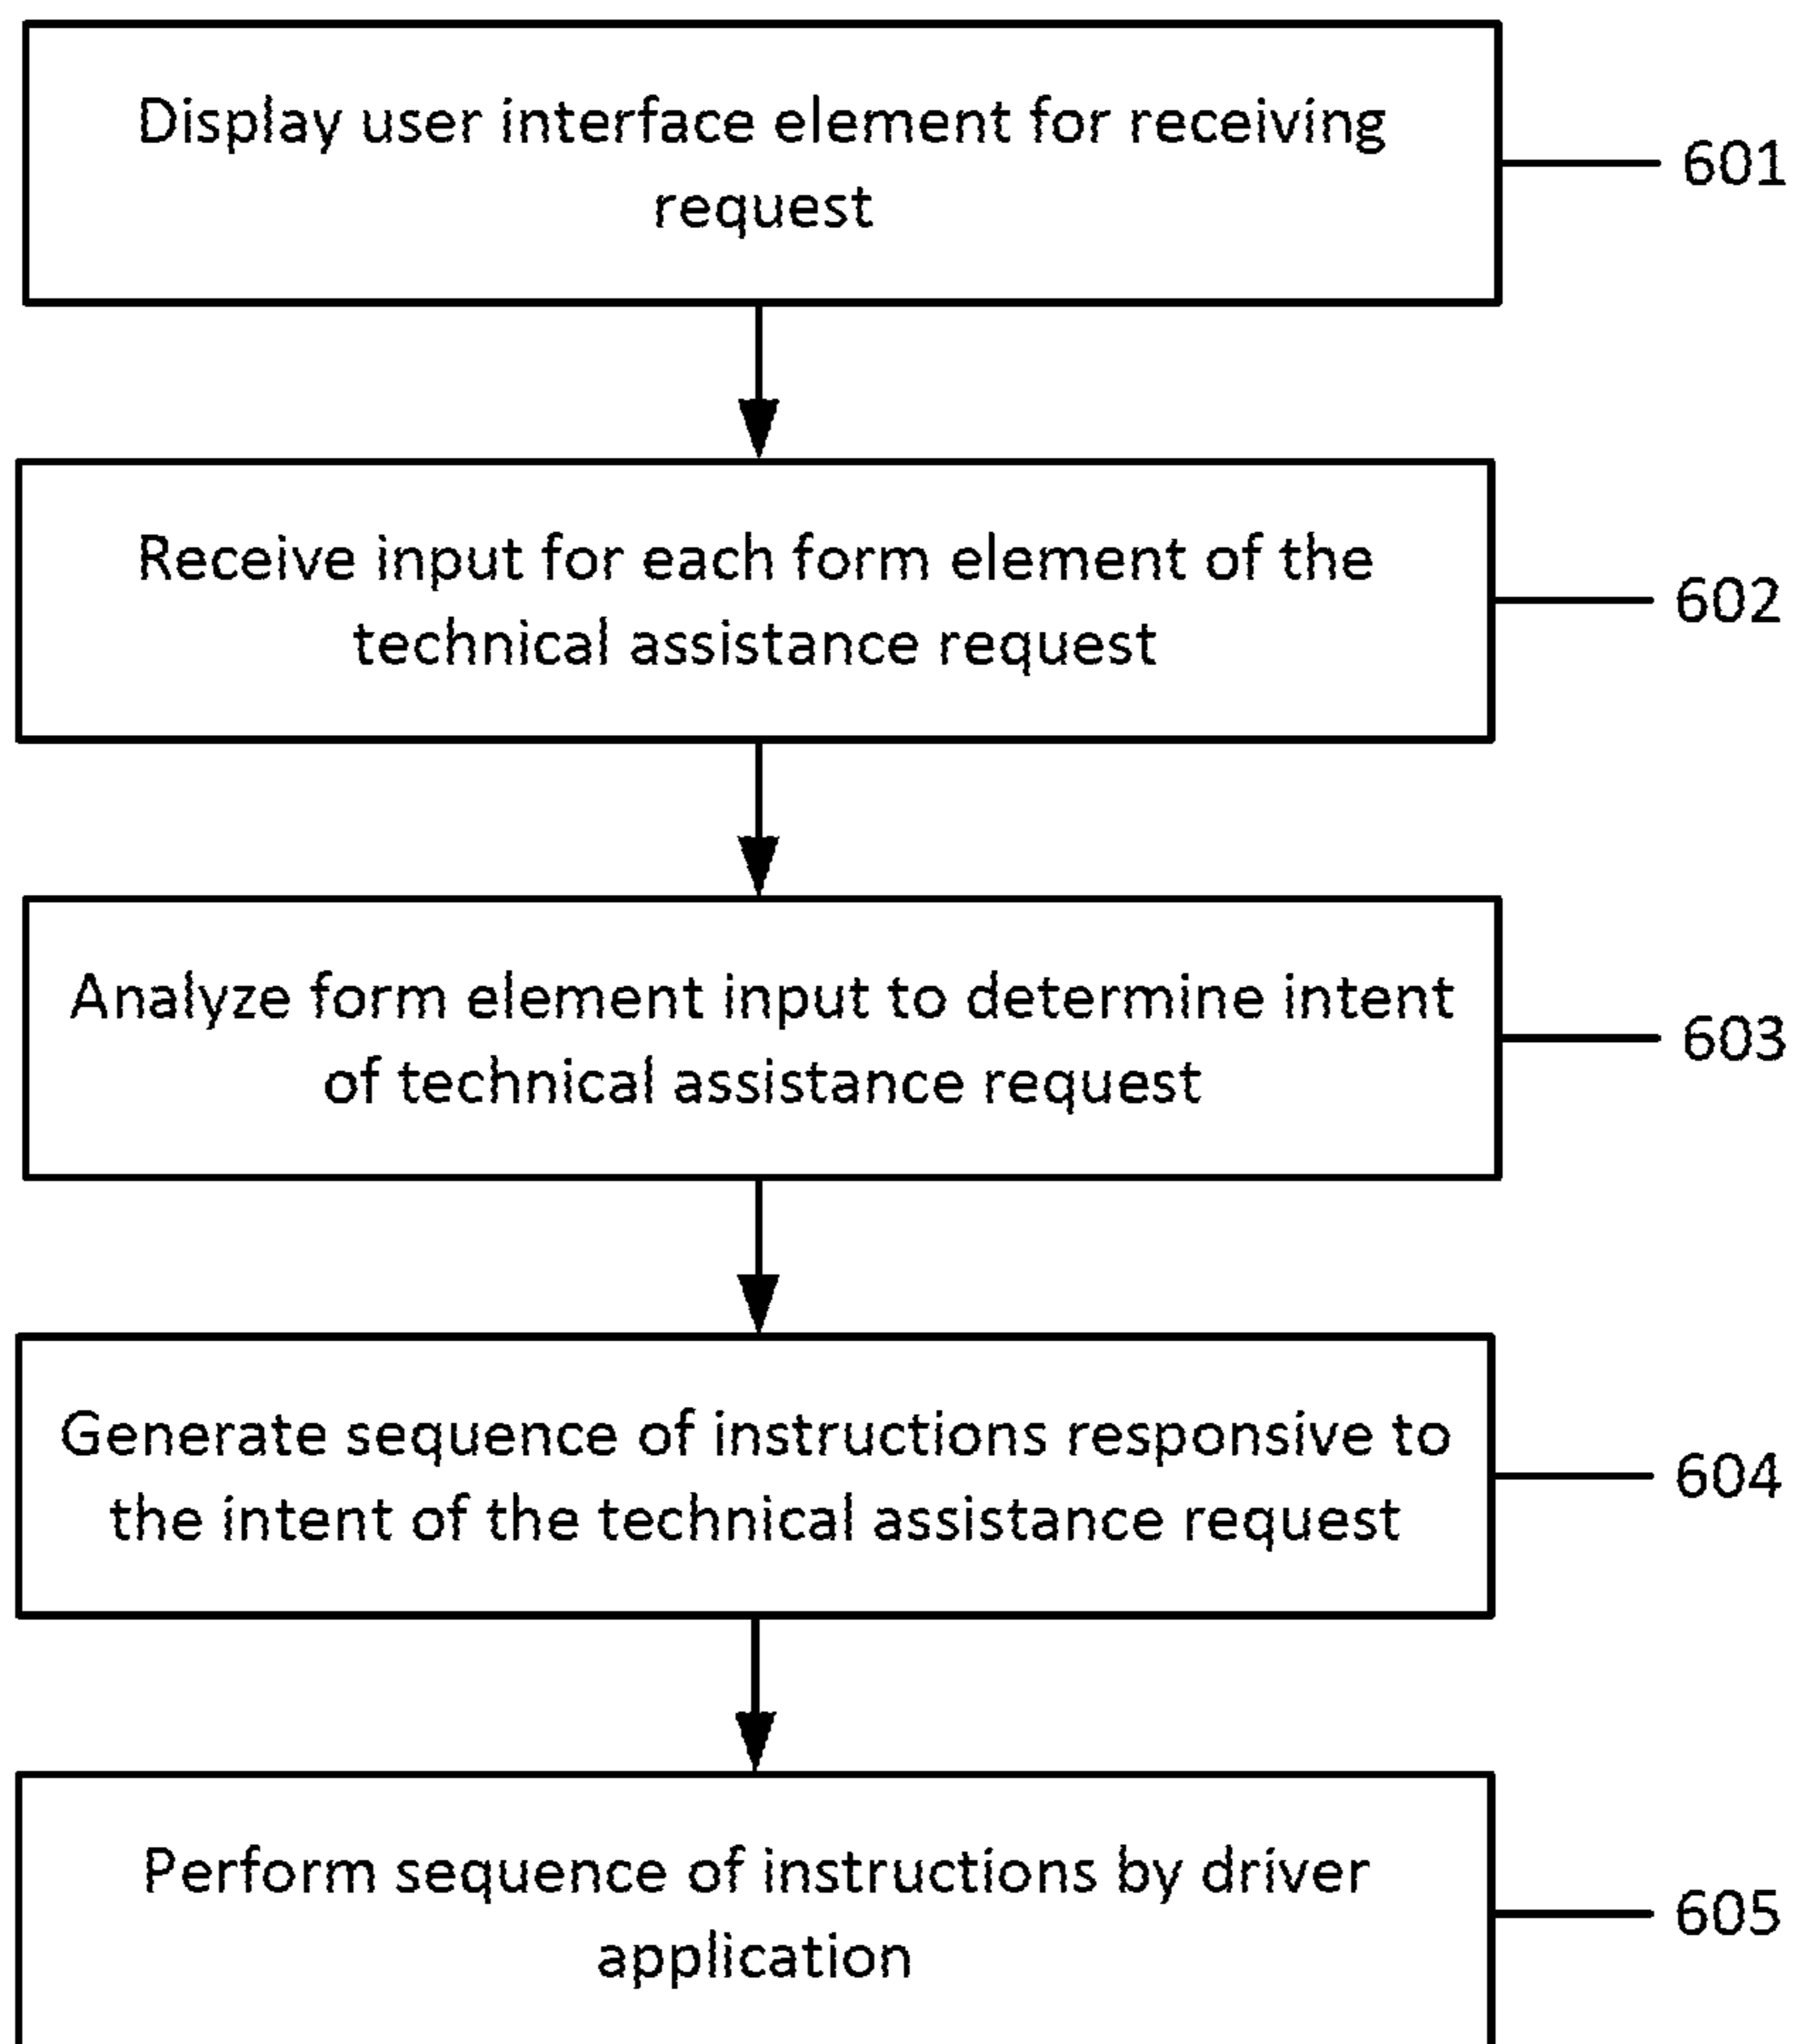 Display user interface element for receiving
request
601
Receive input for each form element of the
technical assistance request
602
Analyze form element input to determine intent
of technical assistance request
603
Generate sequence of instructions responsive to
the intent of the technical assistance request
604
Perform sequence of instructions by driver
application
605